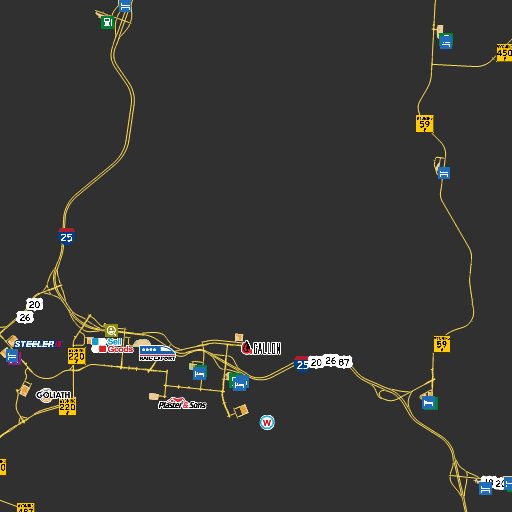 450
59
25
20
26
STEELER
Sell
Goods
220
RAIL EXPORT
GALLON
25 20 26 87
59
GOLIATH
220
Plaster & Sons
W
20